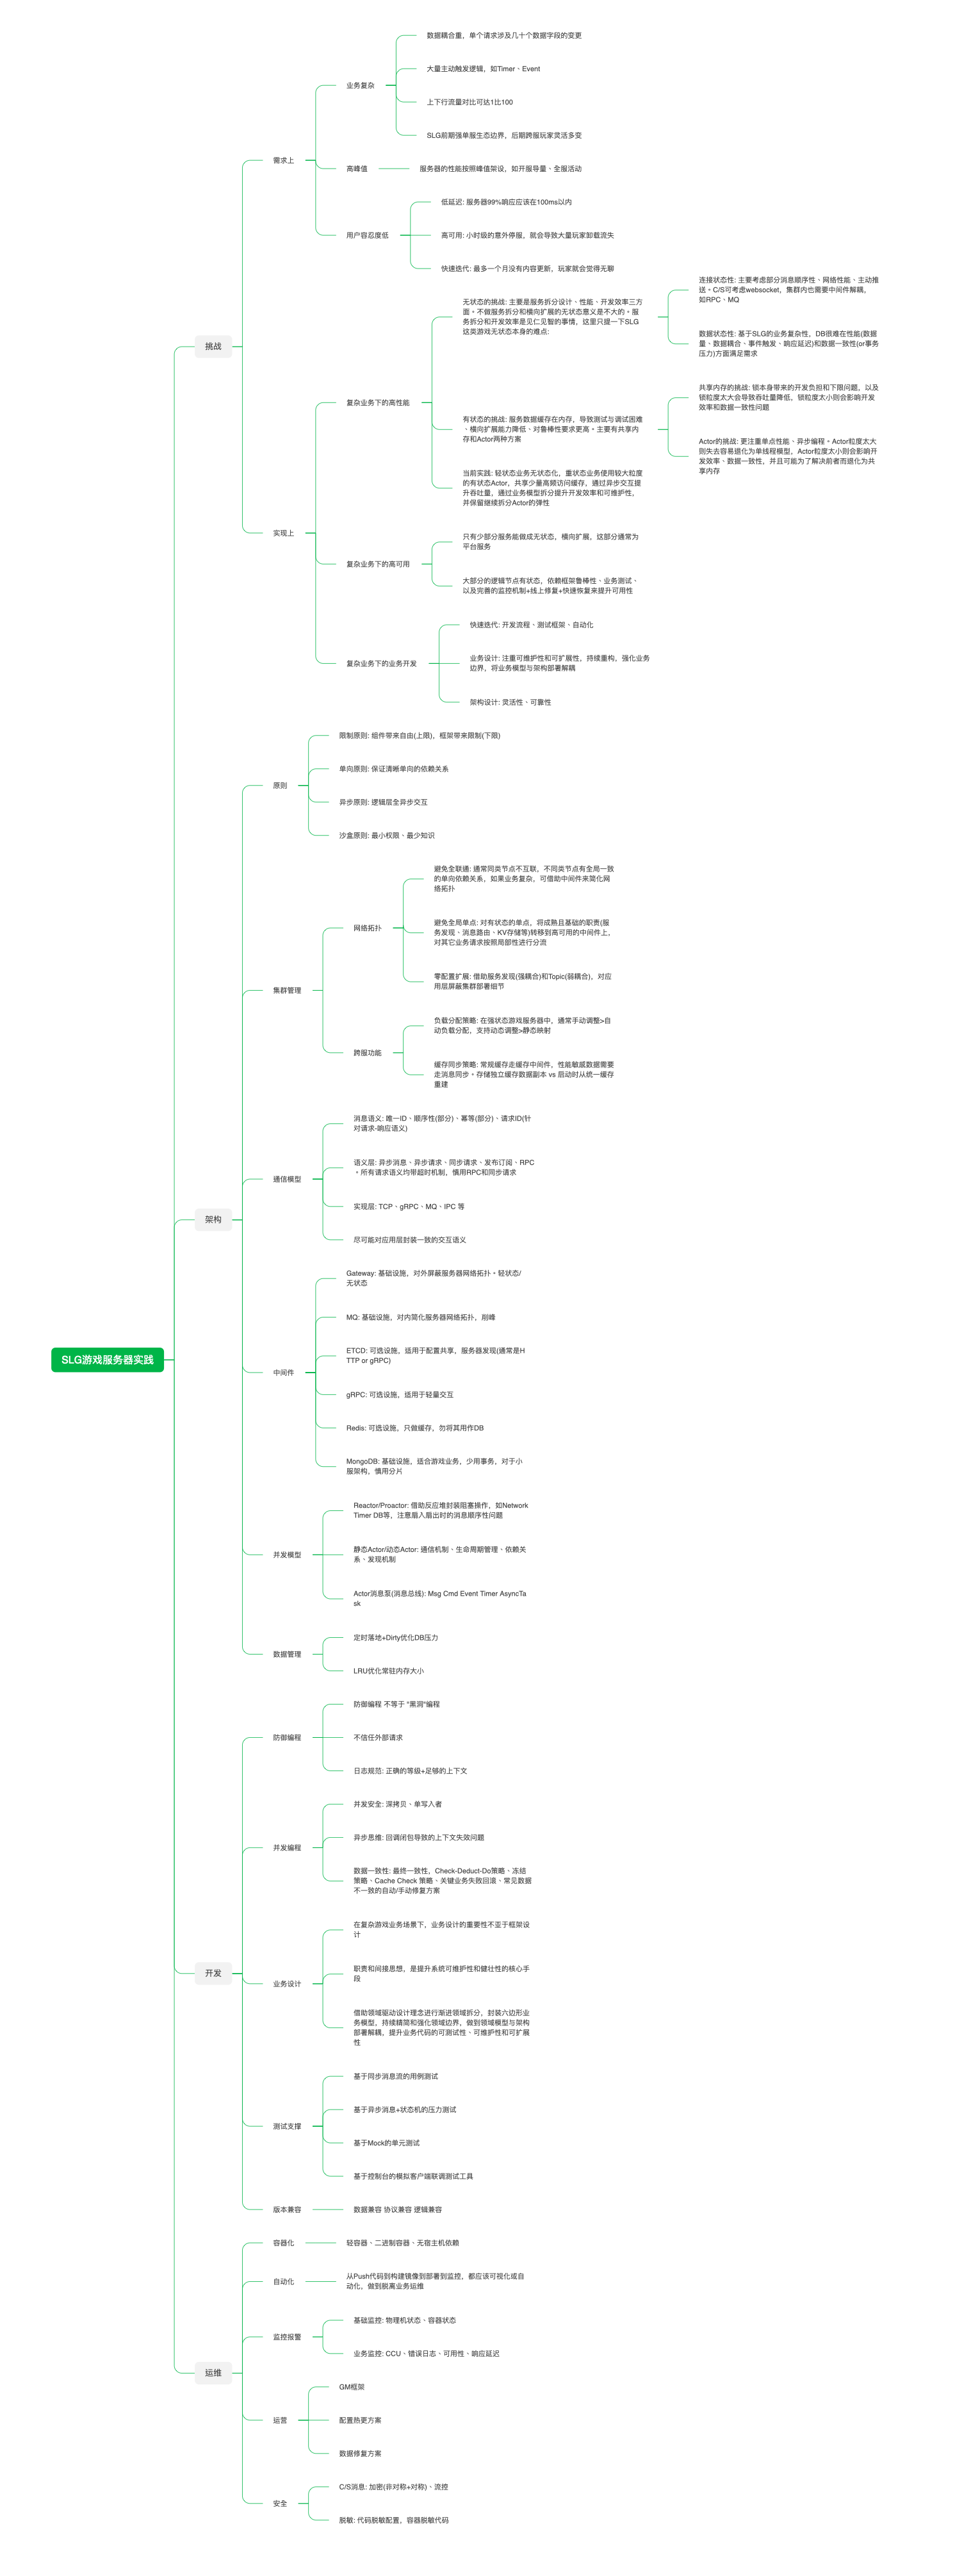 SLG游戏服务器实践
挑战
需求上
业务复杂
数据耦合重，单个请求涉及几十个数据字段的变更
大量主动触发逻辑，如Timer、Event
上下行流量对比可达1比100
SLG前期强单服生态边界，后期跨服玩家灵活多变
高峰值
服务器的性能按照峰值架设，如开服导量、全服活动
用户容忍度低
低延迟: 服务器99%响应应该在100ms以内
高可用: 小时级的意外停服，就会导致大量玩家卸载流失
快速迭代: 最多一个月没有内容更新，玩家就会觉得无聊
实现上
复杂业务下的高性能
无状态的挑战: 主要是服务拆分设计、性能、开发效率三方
面。不做服务拆分和横向扩展的无状态意义是不大的。服
务拆分和开发效率是见仁见智的事情，这里只提一下SLG
这类游戏无状态本身的难点:
连接状态性: 主要考虑部分消息顺序性、网络性能、主动推
送。C/S可考虑websocket，集群内也需要中间件解耦，
如RPC、MQ
数据状态性: 基于SLG的业务复杂性，DB很难在性能(数据
量、数据耦合、事件触发、响应延迟)和数据一致性(or事务
压力)方面满足需求
有状态的挑战: 服务数据缓存在内存，导致测试与调试困难
、横向扩展能力降低、对鲁棒性要求更高。主要有共享内
存和Actor两种方案
共享内存的挑战: 锁本身带来的开发负担和下限问题，以及
锁粒度太大会导致吞吐量降低，锁粒度太小则会影响开发
效率和数据一致性问题
Actor的挑战: 更注重单点性能、异步编程。Actor粒度太大
则失去容易退化为单线程模型，Actor粒度太小则会影响开
发效率、数据一致性，并且可能为了解决前者而退化为共
享内存
当前实践: 轻状态业务无状态化，重状态业务使用较大粒度
的有状态Actor，共享少量高频访问缓存，通过异步交互提
升吞吐量，通过业务模型拆分提升开发效率和可维护性，
并保留继续拆分Actor的弹性
复杂业务下的高可用
只有少部分服务能做成无状态，横向扩展，这部分通常为
平台服务
大部分的逻辑节点有状态，依赖框架鲁棒性、业务测试、
以及完善的监控机制+线上修复+快速恢复来提升可用性
复杂业务下的业务开发
快速迭代: 开发流程、测试框架、自动化
业务设计: 注重可维护性和可扩展性，持续重构，强化业务
边界，将业务模型与架构部署解耦
架构设计: 灵活性、可靠性
架构
原则
限制原则: 组件带来自由(上限)，框架带来限制(下限)
单向原则: 保证清晰单向的依赖关系
异步原则: 逻辑层全异步交互
沙盒原则: 最小权限、最少知识
集群管理
网络拓扑
避免全联通: 通常同类节点不互联，不同类节点有全局一致
的单向依赖关系，如果业务复杂，可借助中间件来简化网
络拓扑
避免全局单点: 对有状态的单点，将成熟且基础的职责(服
务发现、消息路由、KV存储等)转移到高可用的中间件上，
对其它业务请求按照局部性进行分流
零配置扩展: 借助服务发现(强耦合)和Topic(弱耦合)，对应
用层屏蔽集群部署细节
跨服功能
负载分配策略: 在强状态游戏服务器中，通常手动调整>自
动负载分配，支持动态调整>静态映射
缓存同步策略: 常规缓存走缓存中间件，性能敏感数据需要
走消息同步。存储独立缓存数据副本 vs 启动时从统一缓存
重建
通信模型
消息语义: 唯一ID、顺序性(部分)、幂等(部分)、请求ID(针
对请求-响应语义)
语义层: 异步消息、异步请求、同步请求、发布订阅、RPC
。所有请求语义均带超时机制，慎用RPC和同步请求
实现层: TCP、gRPC、MQ、IPC 等
尽可能对应用层封装一致的交互语义
中间件
Gateway: 基础设施，对外屏蔽服务器网络拓扑。轻状态/
无状态
MQ: 基础设施，对内简化服务器网络拓扑，削峰
ETCD: 可选设施，适用于配置共享，服务器发现(通常是H
TTP or gRPC)
gRPC: 可选设施，适用于轻量交互
Redis: 可选设施，只做缓存，勿将其用作DB
MongoDB: 基础设施，适合游戏业务，少用事务，对于小
服架构，慎用分片
并发模型
Reactor/Proactor: 借助反应堆封装阻塞操作，如Network
Timer DB等，注意扇入扇出时的消息顺序性问题
静态Actor/动态Actor: 通信机制、生命周期管理、依赖关
系、发现机制
Actor消息泵(消息总线): Msg Cmd Event Timer AsyncTa
sk
数据管理
定时落地+Dirty优化DB压力
LRU优化常驻内存大小
开发
防御编程
防御编程 不等于 "黑洞"编程
不信任外部请求
日志规范: 正确的等级+足够的上下文
并发编程
并发安全: 深拷贝、单写入者
异步思维: 回调闭包导致的上下文失效问题
数据一致性: 最终一致性，Check-Deduct-Do策略、冻结
策略、Cache Check 策略、关键业务失败回滚、常见数据
不一致的自动/手动修复方案
业务设计
在复杂游戏业务场景下，业务设计的重要性不亚于框架设
计
职责和间接思想，是提升系统可维护性和健壮性的核心手
段
借助领域驱动设计理念进行渐进领域拆分，封装六边形业
务模型，持续精简和强化领域边界，做到领域模型与架构
部署解耦，提升业务代码的可测试性、可维护性和可扩展
性
测试支撑
基于同步消息流的用例测试
基于异步消息+状态机的压力测试
基于Mock的单元测试
基于控制台的模拟客户端联调测试工具
版本兼容
数据兼容 协议兼容 逻辑兼容
运维
容器化
轻容器、二进制容器、无宿主机依赖
自动化
从Push代码到构建镜像到部署到监控，都应该可视化或自
动化，做到脱离业务运维
监控报警
基础监控: 物理机状态、容器状态
业务监控: CCU、错误日志、可用性、响应延迟
运营
GM框架
配置热更方案
数据修复方案
安全
C/S消息: 加密(非对称+对称)、流控
脱敏: 代码脱敏配置，容器脱敏代码